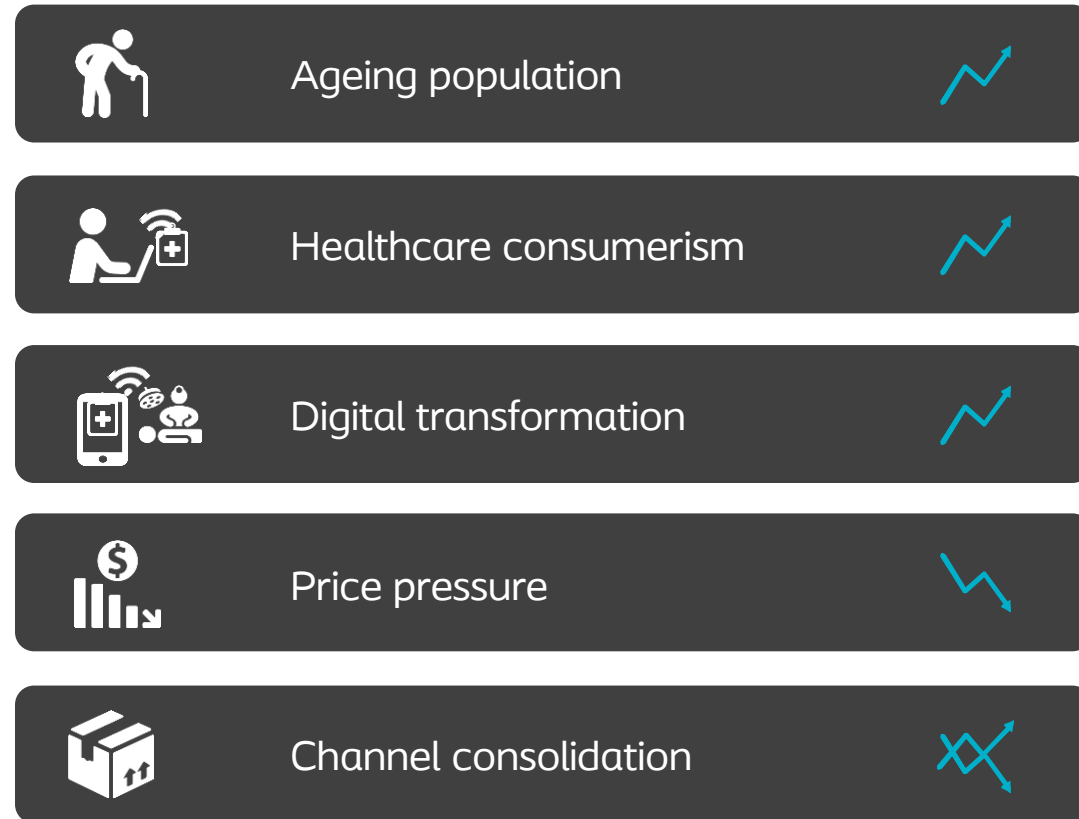 Ageing population
Healthcare consumerism
Digital transformation
$
Price pressure
Channel consolidation